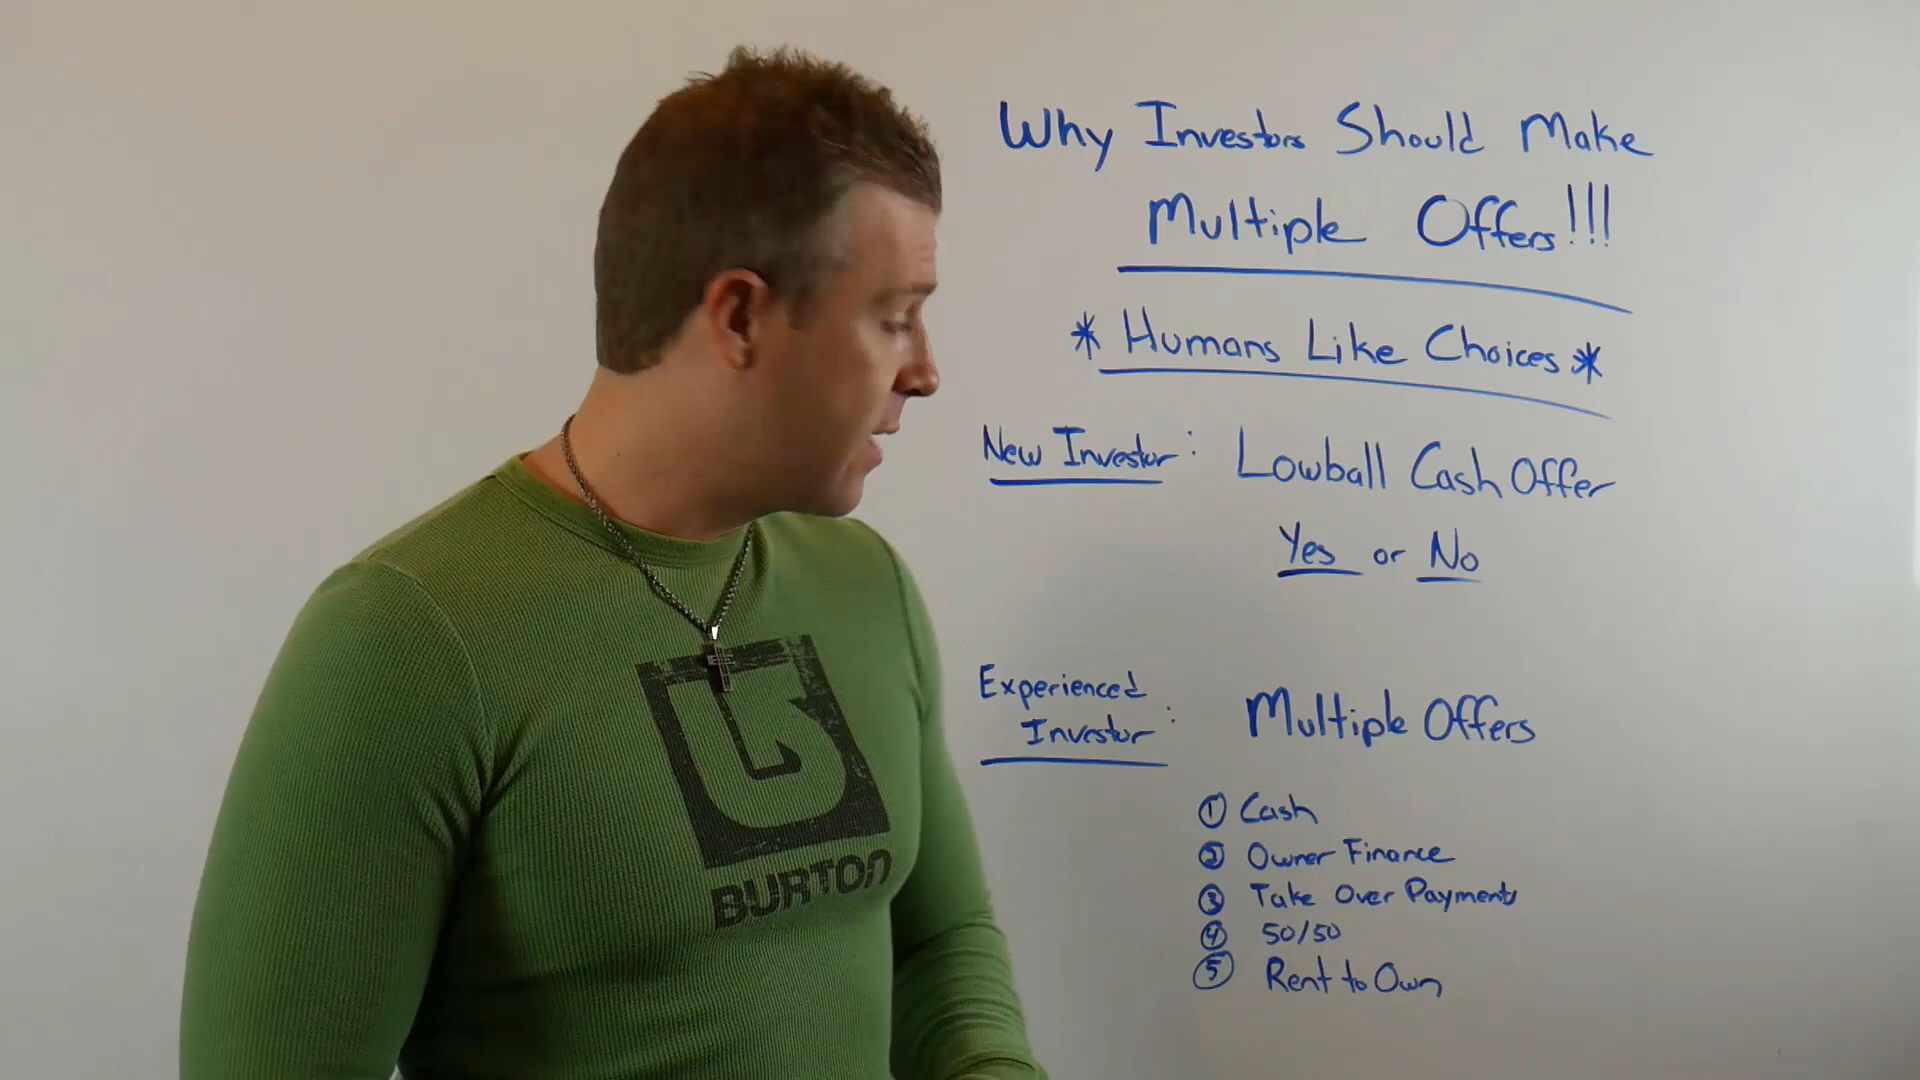 Why Investors Should Make
Multiple Offers!!!
* Humans Like Choices *
New Investor: Lowball Cash Offer
Yes or No
Experienced
Investor: Multiple Offers
① Cash
② Owner Finance
③ Take Over Payments
④ 50/50
⑤ Rent to Own
BURTON